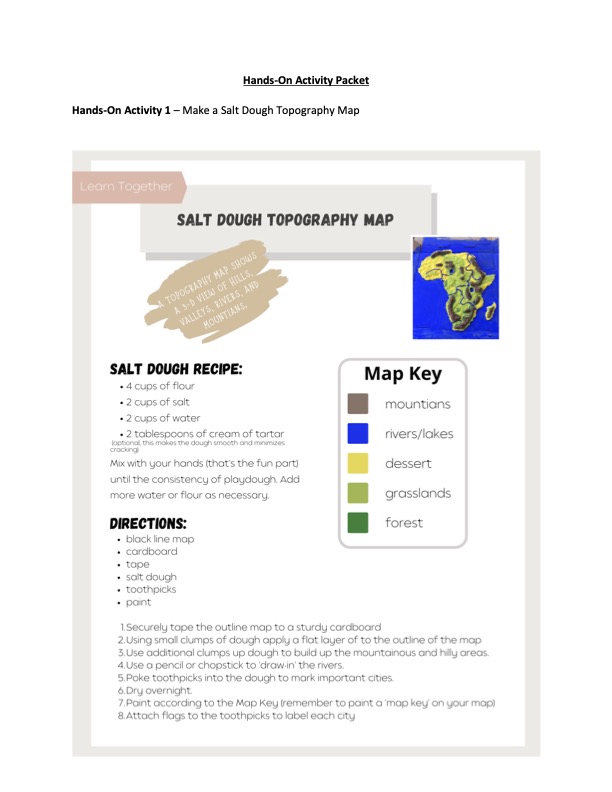 Hands-On Activity Packet
Hands-On Activity 1 – Make a Salt Dough Topography Map
Learn Together
SALT DOUGH TOPOGRAPHY MAP
A TOPOGRAPHY MAP SHOWS
A 3-D VIEW OF HILLS,
VALLEYS, RIVERS, AND
MOUNTIANS,
SALT DOUGH RECIPE:
• 4 cups of flour
• 2 cups of salt
• 2 cups of water
• 2 tablespoons of cream of tartar
(optional, this makes the dough smooth and minimizes
cracking)
Mix with your hands (that's the fun part)
until the consistency of playdough. Add
more water or flour as necessary.
Map Key
mountians
rivers/lakes
dessert
grasslands
forest
DIRECTIONS:
• black line map
• cardboard
• tape
• salt dough
• toothpicks
• paint
1. Securely tape the outline map to a sturdy cardboard
2. Using small clumps of dough apply a flat layer of to the outline of the map
3. Use additional clumps up dough to build up the mountainous and hilly areas.
4. Use a pencil or chopstick to 'draw-in' the rivers.
5. Poke toothpicks into the dough to mark important cities.
6. Dry overnight.
7. Paint according to the Map Key (remember to paint a 'map key' on your map)
8. Attach flags to the toothpicks to label each city